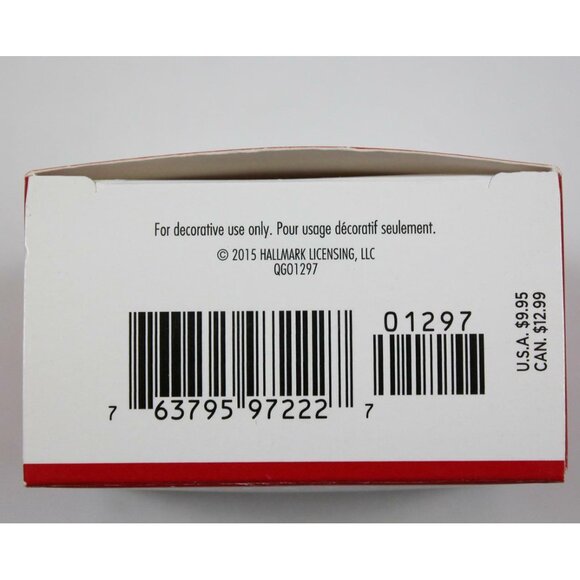 For decorative use only. Pour usage décoratif seulement.
© 2015 HALLMARK LICENSING, LLC
QGO1297
01297
7 63795 97222 7
U.S.A. $9.95
CAN. $12.99